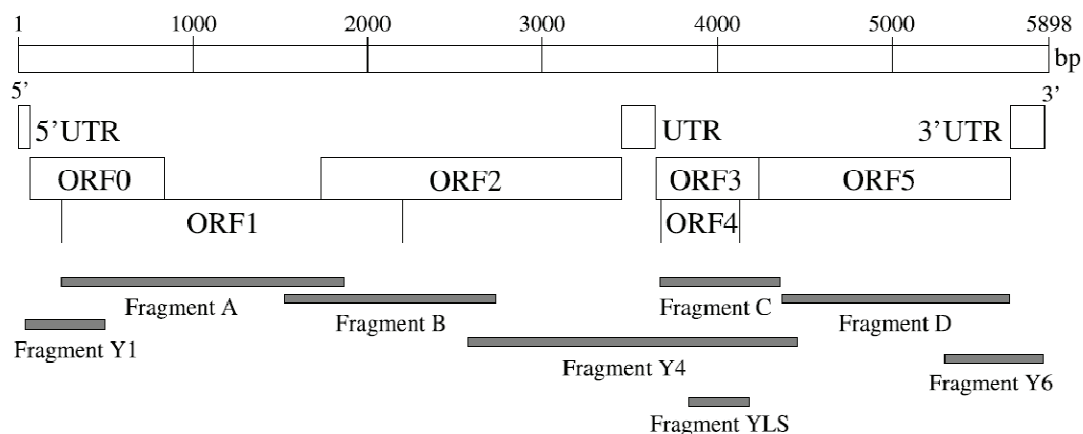 1 1000 2000 3000 4000 5000 5898
bp
5’ 3’
5’UTR UTR 3’UTR
ORF0 ORF2 ORF3 ORF5
ORF1 ORF4
Fragment A Fragment C
Fragment B Fragment D
Fragment Y1
Fragment Y4
Fragment Y6
Fragment YLS